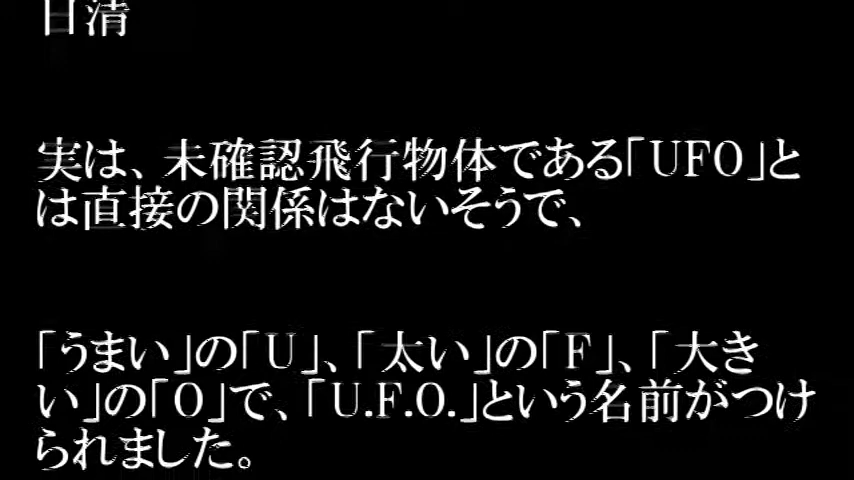 日清
実は、未確認飛行物体である「UFO」と
は直接の関係はないそうで、
「うまい」の「U」、「太い」の「F」、「大き
い」の「O」で、「U.F.O.」という名前がつけ
られました。